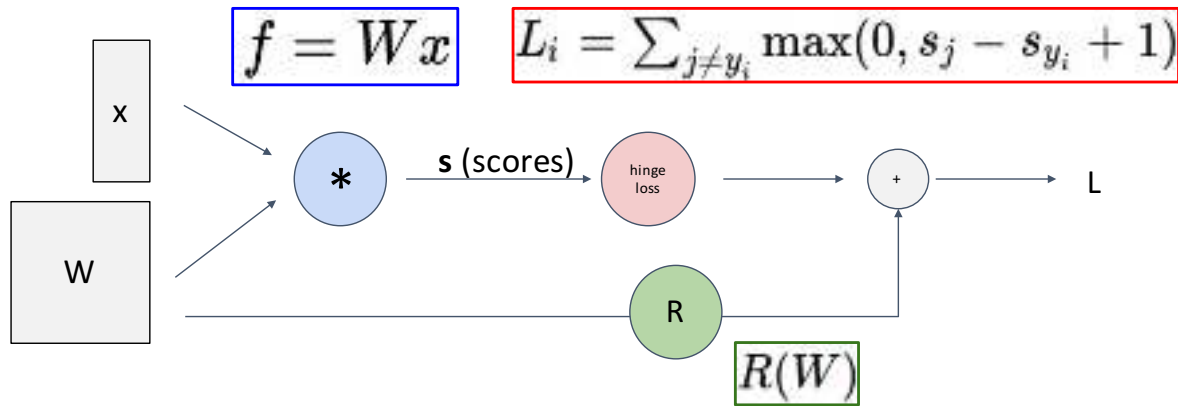 f = Wx
L_i = ∑_{j≠y_i} max(0, s_j − s_{y_i} + 1)
x
*
s (scores)
hinge
loss
+
L
W
R
R(W)